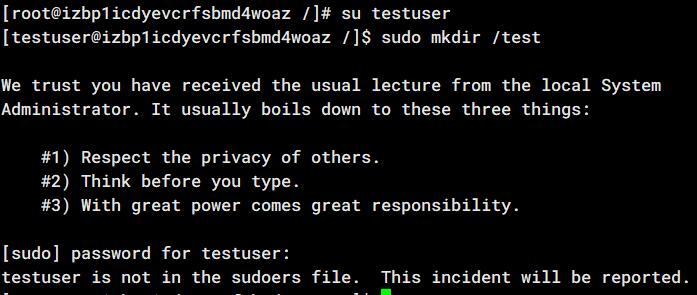 [root@izbp1icdyevcrfsbmd4woaz /]# su testuser
[testuser@izbp1icdyevcrfsbmd4woaz /]$ sudo mkdir /test
We trust you have received the usual lecture from the local System
Administrator. It usually boils down to these three things:
#1) Respect the privacy of others.
#2) Think before you type.
#3) With great power comes great responsibility.
[sudo] password for testuser:
testuser is not in the sudoers file.  This incident will be reported.